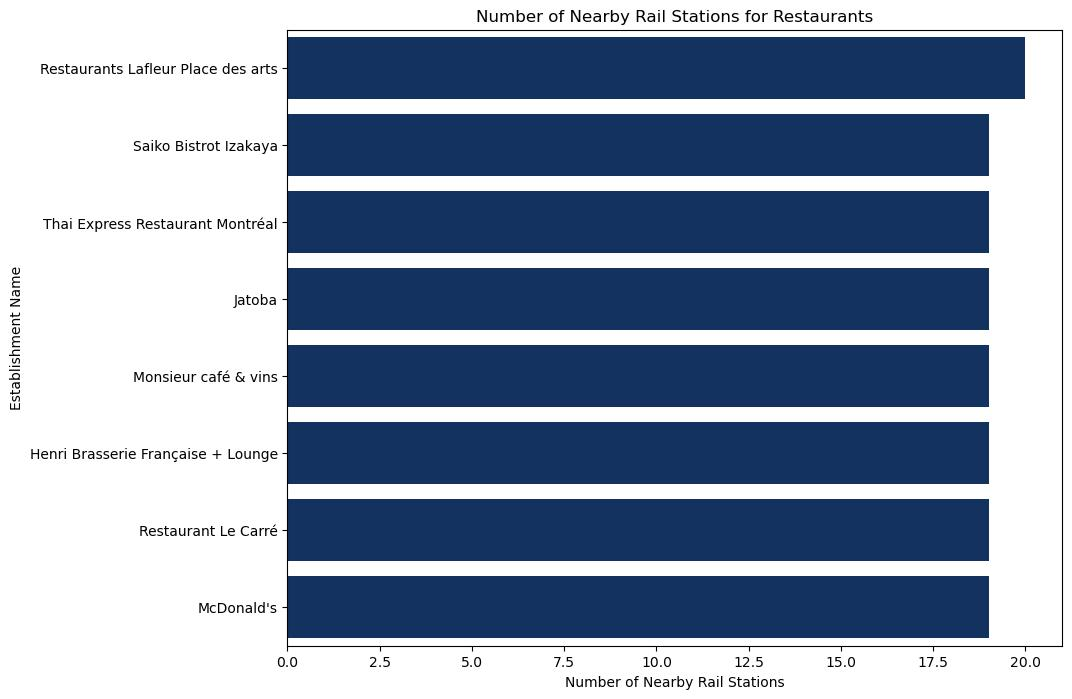 Number of Nearby Rail Stations for Restaurants
Establishment Name
Restaurants Lafleur Place des arts
Saiko Bistrot Izakaya
Thai Express Restaurant Montréal
Jatoba
Monsieur café & vins
Henri Brasserie Française + Lounge
Restaurant Le Carré
McDonald's
0.0 2.5 5.0 7.5 10.0 12.5 15.0 17.5 20.0
Number of Nearby Rail Stations